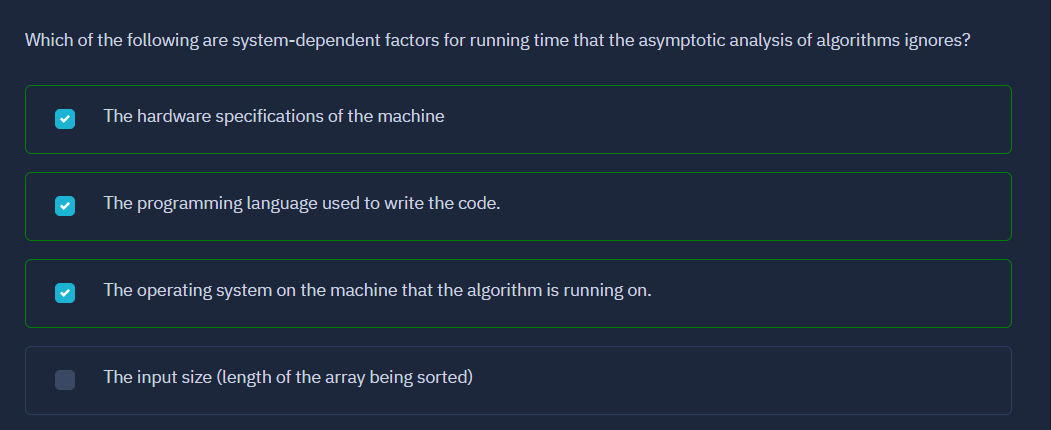 Which of the following are system-dependent factors for running time that the asymptotic analysis of algorithms ignores?
The hardware specifications of the machine
The programming language used to write the code.
The operating system on the machine that the algorithm is running on.
The input size (length of the array being sorted)